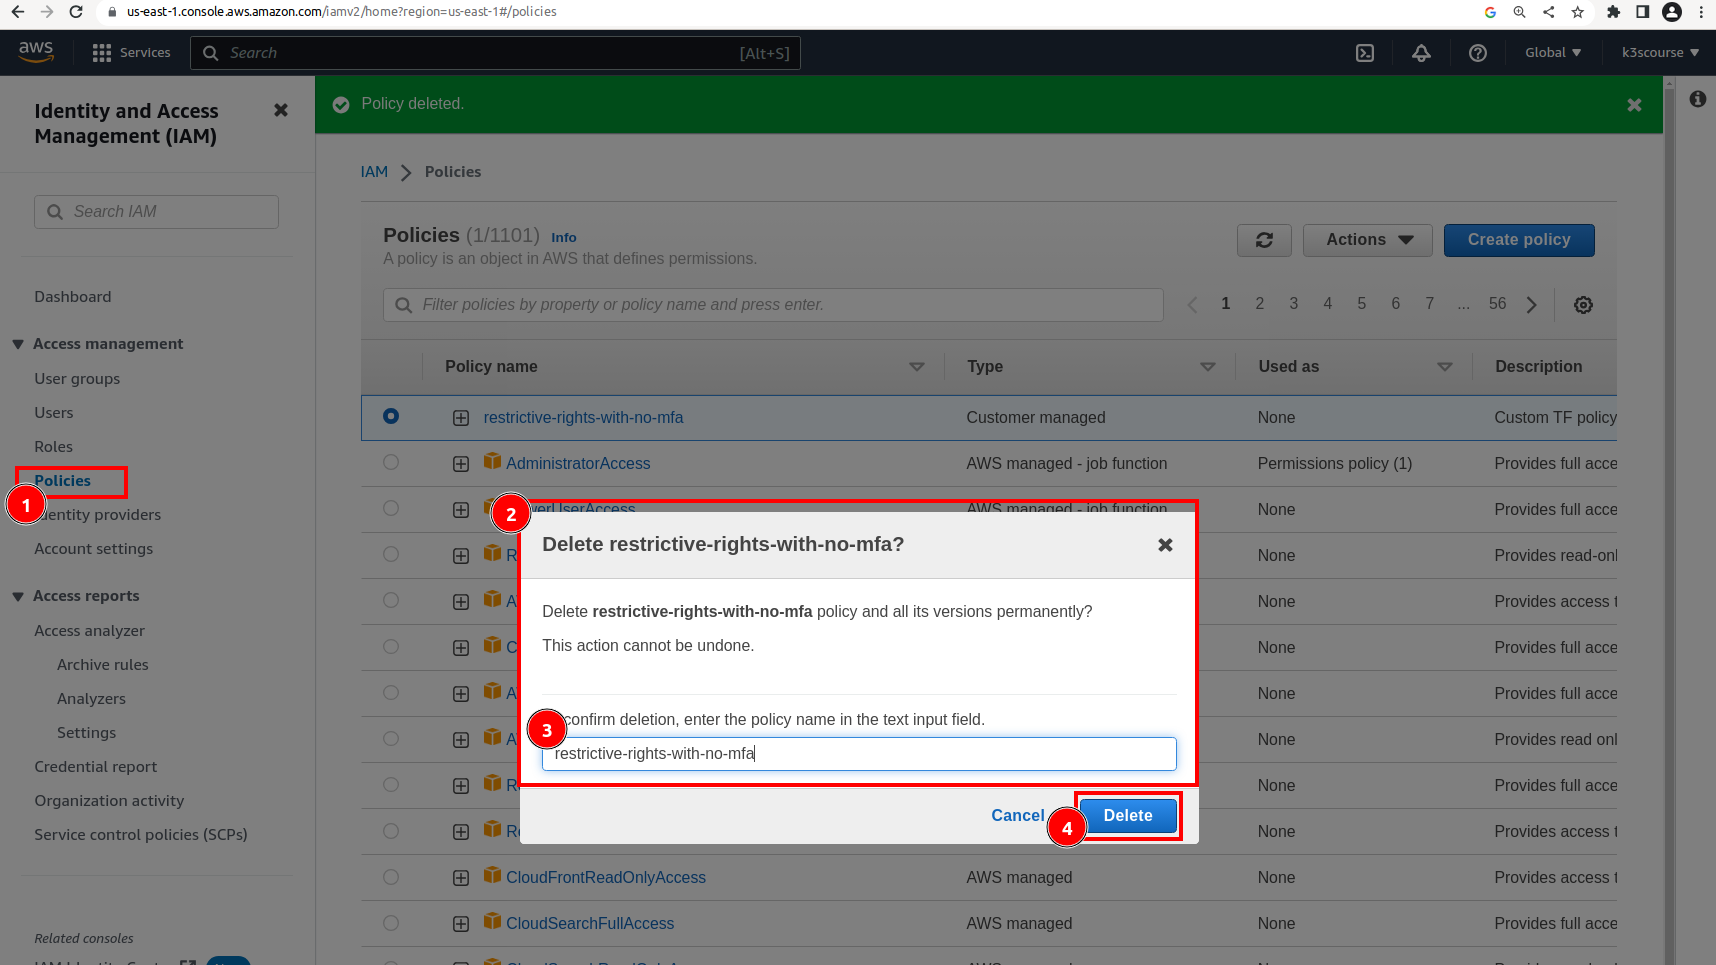 us-east-1.console.aws.amazon.com/iamv2/home?region=us-east-1#/policies
aws
Services
Search
[Alt+S]
Global
k3scourse
Identity and Access
Management (IAM)
Search IAM
Dashboard
Access management
User groups
Users
Roles
Policies
1
identity providers
Account settings
Access reports
Access analyzer
Archive rules
Analyzers
Settings
Credential report
Organization activity
Service control policies (SCPs)
Related consoles
Policy deleted.
IAM > Policies
Policies (1/1101) Info
A policy is an object in AWS that defines permissions.
Actions
Create policy
Filter policies by property or policy name and press enter.
1 2 3 4 5 6 7 ... 56
Policy name Type Used as Description
restrictive-rights-with-no-mfa Customer managed None Custom TF policy
AdministratorAccess AWS managed - job function Permissions policy (1) Provides full acce
werUserAccess AWS managed - job function None Provides full acce
R None Provides read-onl
A None Provides access t
C None Provides full acce
A None Provides full acce
A None Provides read onl
R None Provides full acce
R None Provides access t
CloudFrontReadOnlyAccess AWS managed None Provides access t
CloudSearchFullAccess AWS managed None Provides full acce
2
Delete restrictive-rights-with-no-mfa?
Delete restrictive-rights-with-no-mfa policy and all its versions permanently?
This action cannot be undone.
3
confirm deletion, enter the policy name in the text input field.
restrictive-rights-with-no-mfa
Cancel
4
Delete